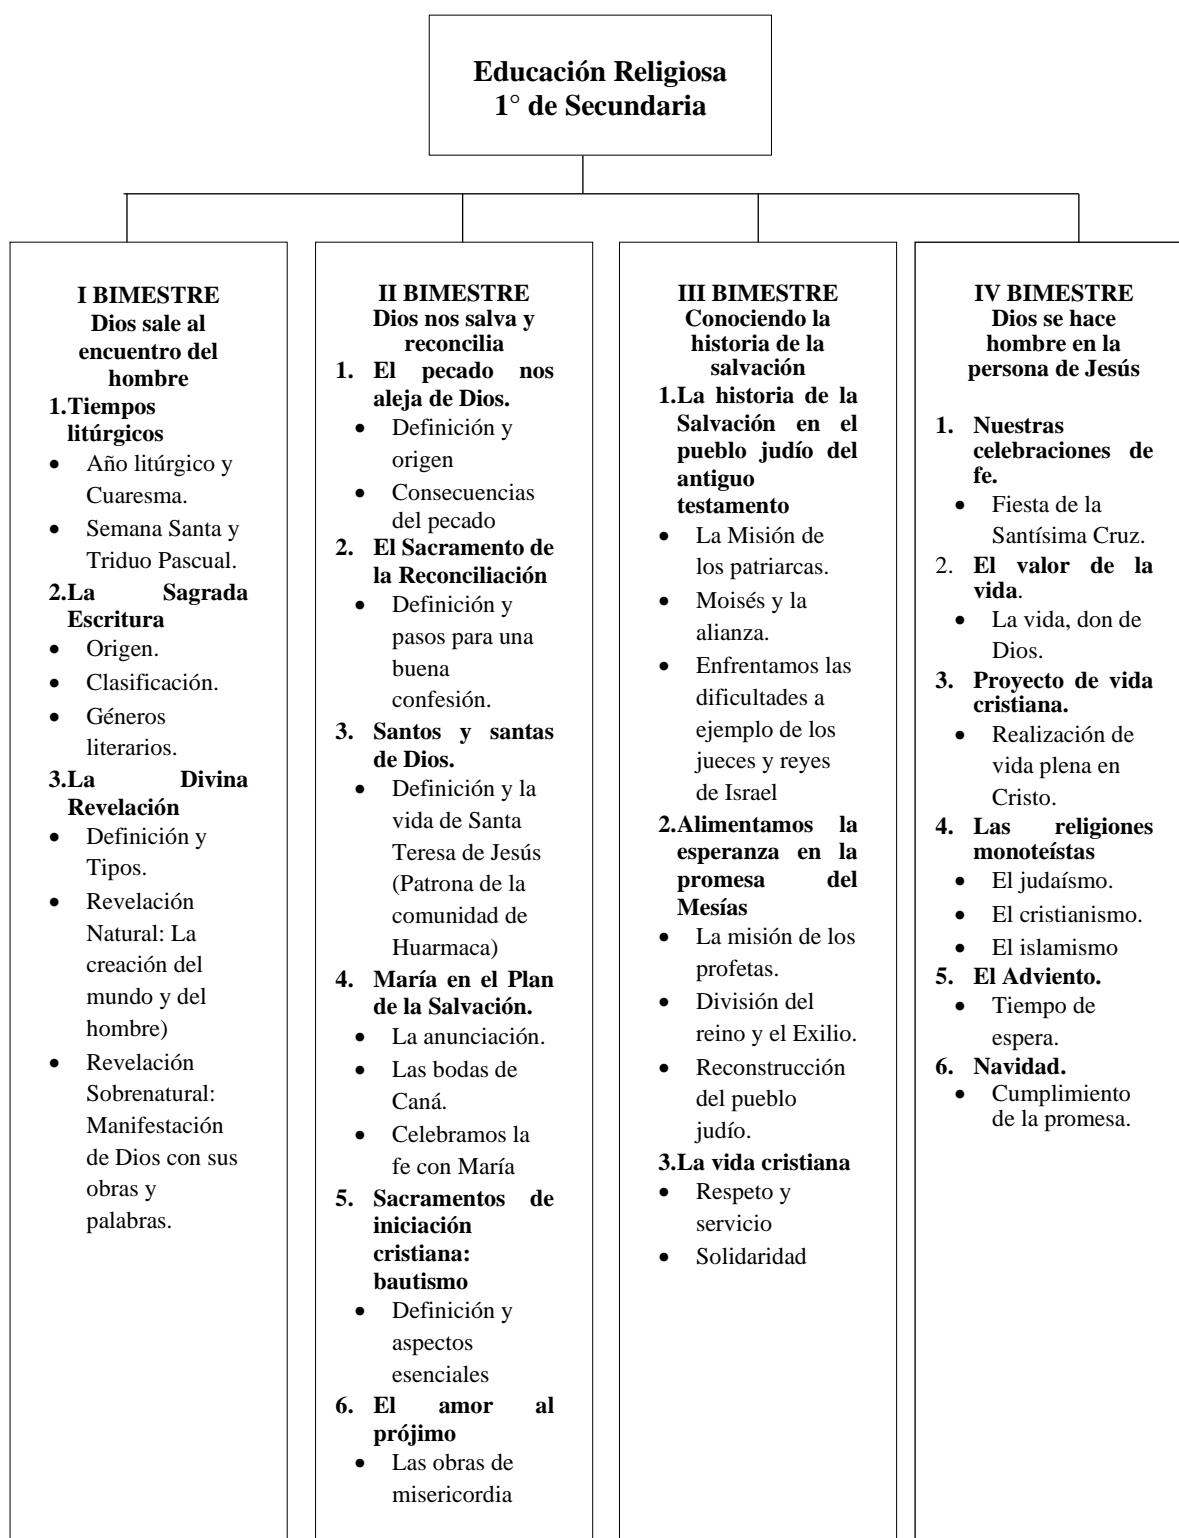 Educación Religiosa
1° de Secundaria
I BIMESTRE
Dios sale al
encuentro del
hombre
1.Tiempos
litúrgicos
• Año litúrgico y
Cuaresma.
• Semana Santa y
Triduo Pascual.
2.La Sagrada
Escritura
• Origen.
• Clasificación.
• Géneros
literarios.
3.La Divina
Revelación
• Definición y
Tipos.
• Revelación
Natural: La
creación del
mundo y del
hombre)
• Revelación
Sobrenatural:
Manifestación
de Dios con sus
obras y
palabras.
II BIMESTRE
Dios nos salva y
reconcilia
1. El pecado nos
aleja de Dios.
• Definición y
origen
• Consecuencias
del pecado
2. El Sacramento de
la Reconciliación
• Definición y
pasos para una
buena
confesión.
3. Santos y santas
de Dios.
• Definición y la
vida de Santa
Teresa de Jesús
(Patrona de la
comunidad de
Huarmaca)
4. María en el Plan
de la Salvación.
• La anunciación.
• Las bodas de
Caná.
• Celebramos la
fe con María
5. Sacramentos de
iniciación
cristiana:
bautismo
• Definición y
aspectos
esenciales
6. El amor al
prójimo
• Las obras de
misericordia
III BIMESTRE
Conociendo la
historia de la
salvación
1.La historia de la
Salvación en el
pueblo judío del
antiguo
testamento
• La Misión de
los patriarcas.
• Moisés y la
alianza.
• Enfrentamos las
dificultades a
ejemplo de los
jueces y reyes
de Israel
2.Alimentamos la
esperanza en la
promesa del
Mesías
• La misión de los
profetas.
• División del
reino y el Exilio.
• Reconstrucción
del pueblo
judío.
3.La vida cristiana
• Respeto y
servicio
• Solidaridad
IV BIMESTRE
Dios se hace
hombre en la
persona de Jesús
1. Nuestras
celebraciones de
fe.
• Fiesta de la
Santísima Cruz.
2. El valor de la
vida.
• La vida, don de
Dios.
3. Proyecto de vida
cristiana.
• Realización de
vida plena en
Cristo.
4. Las religiones
monoteístas
• El judaísmo.
• El cristianismo.
• El islamismo
5. El Adviento.
• Tiempo de
espera.
6. Navidad.
• Cumplimiento
de la promesa.